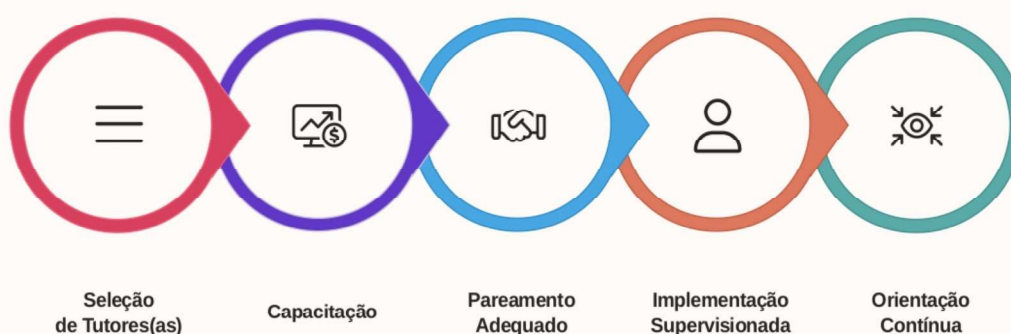 Seleção
de Tutores(as)
Capacitação
Pareamento
Adequado
Implementação
Supervisionada
Orientação
Contínua